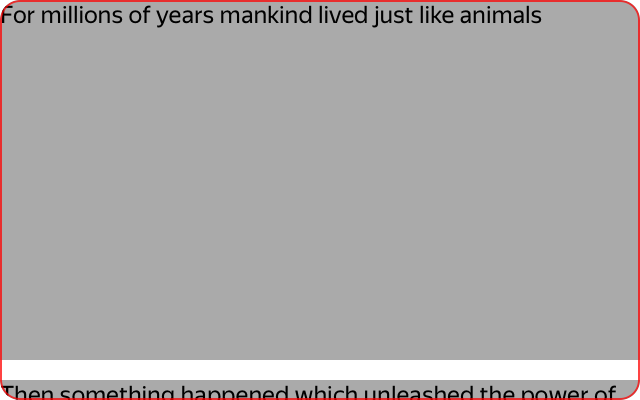 For millions of years mankind lived just like animals
Then something happened which unleashed the power of